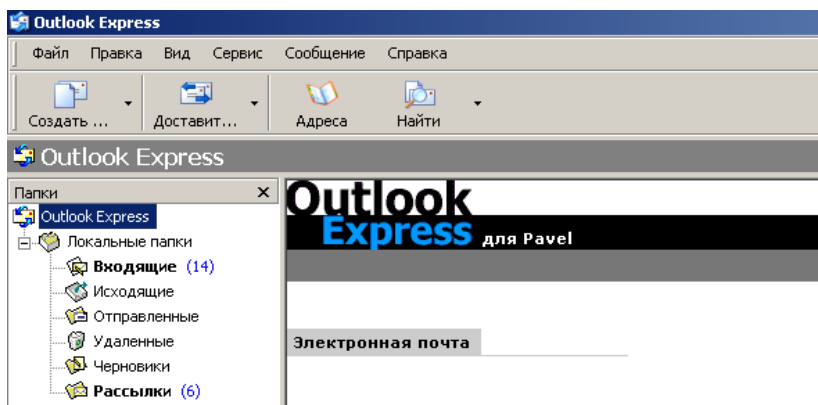 Outlook Express
Файл Правка Вид Сервис Сообщение Справка
Создать ... Доставит... Адреса Найти
Outlook Express
Папки
Outlook Express
Локальные папки
Входящие (14)
Исходящие
Отправленные
Удаленные
Черновики
Рассылки (6)
Outlook
Express для Pavel
Электронная почта